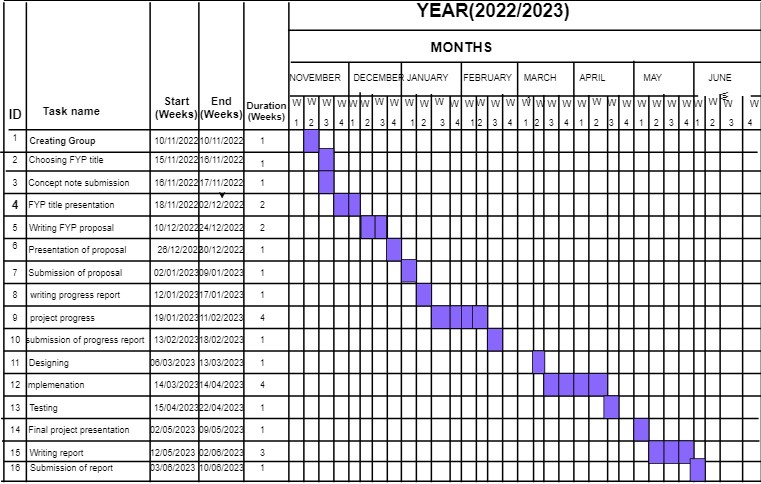 YEAR(2022/2023)
MONTHS
NOVEMBER DECEMBER JANUARY FEBRUARY MARCH APRIL MAY JUNE
ID Task name Start (Weeks) End (Weeks) Duration (Weeks)
W W W W W W W W W W W W W W W W W W W W W W W W W W W W W W W W
1 2 3 4 1 2 3 4 1 2 3 4 1 2 3 4 1 2 3 4 1 2 3 4 1 2 3 4 1 2 3 4
1 Creating Group 10/11/2022 10/11/2022 1
2 Choosing FYP title 15/11/2022 16/11/2022 1
3 Concept note submission 16/11/2022 17/11/2022 1
4 FYP title presentation 18/11/2022 02/12/2022 2
5 Writing FYP proposal 10/12/2022 24/12/2022 2
6 Presentation of proposal 26/12/2022 30/12/2022 1
7 Submission of proposal 02/01/2023 09/01/2023 1
8 writing progress report 12/01/2023 17/01/2023 1
9 project progress 19/01/2023 11/02/2023 4
10 submission of progress report 13/02/2023 18/02/2023 1
11 Designing 06/03/2023 13/03/2023 1
12 mplemenation 14/03/2023 14/04/2023 4
13 Testing 15/04/2023 22/04/2023 1
14 Final project presentation 02/05/2023 09/05/2023 1
15 Writing report 12/05/2023 02/06/2023 3
16 Submission of report 03/06/2023 10/06/2023 1